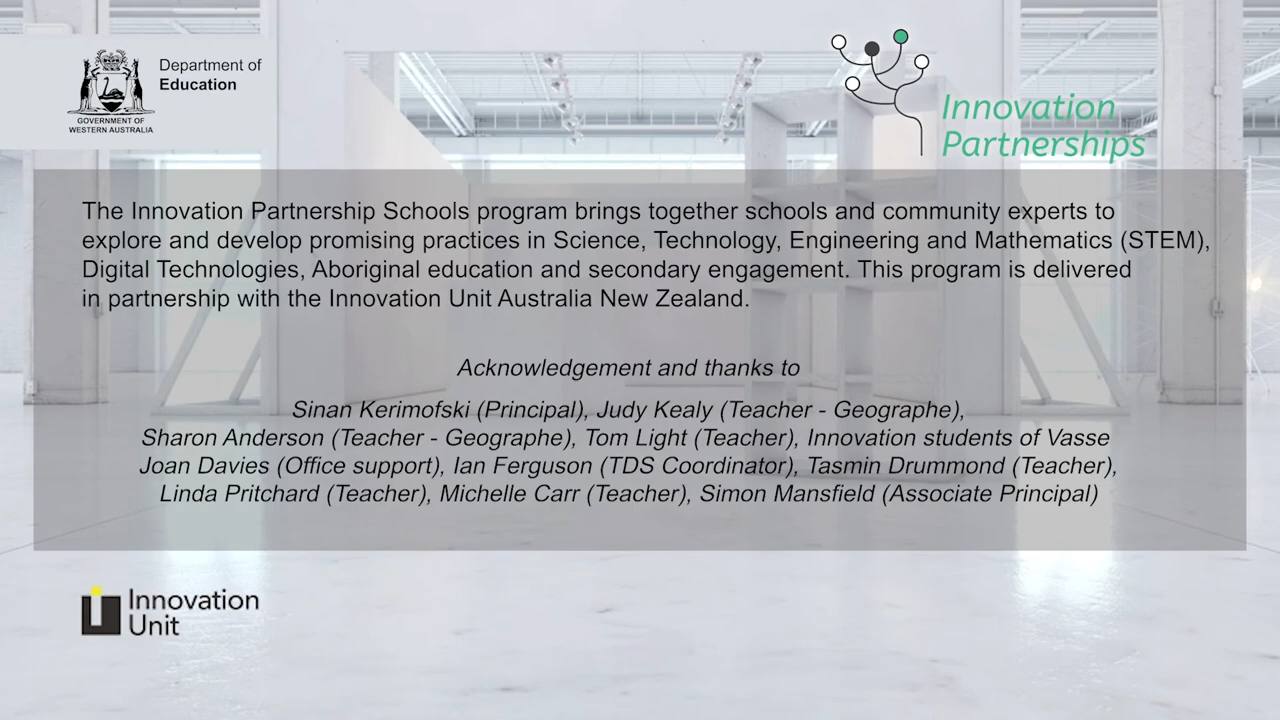 Department of
Education
GOVERNMENT OF
WESTERN AUSTRALIA
Innovation
Partnerships
The Innovation Partnership Schools program brings together schools and community experts to
explore and develop promising practices in Science, Technology, Engineering and Mathematics (STEM),
Digital Technologies, Aboriginal education and secondary engagement. This program is delivered
in partnership with the Innovation Unit Australia New Zealand.
Acknowledgement and thanks to
Sinan Kerimofski (Principal), Judy Kealy (Teacher - Geographe),
Sharon Anderson (Teacher - Geographe), Tom Light (Teacher), Innovation students of Vasse
Joan Davies (Office support), Ian Ferguson (TDS Coordinator), Tasmin Drummond (Teacher),
Linda Pritchard (Teacher), Michelle Carr (Teacher), Simon Mansfield (Associate Principal)
Innovation
Unit